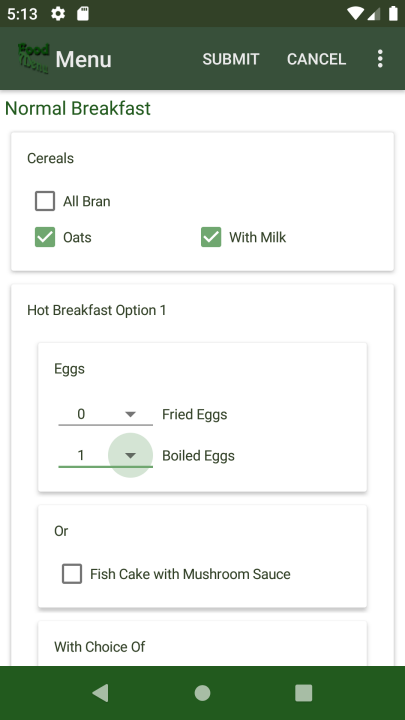 5:13
Food
Menu
SUBMIT
CANCEL
Normal Breakfast
Cereals
All Bran
Oats
With Milk
Hot Breakfast Option 1
Eggs
0
Fried Eggs
1
Boiled Eggs
Or
Fish Cake with Mushroom Sauce
With Choice Of